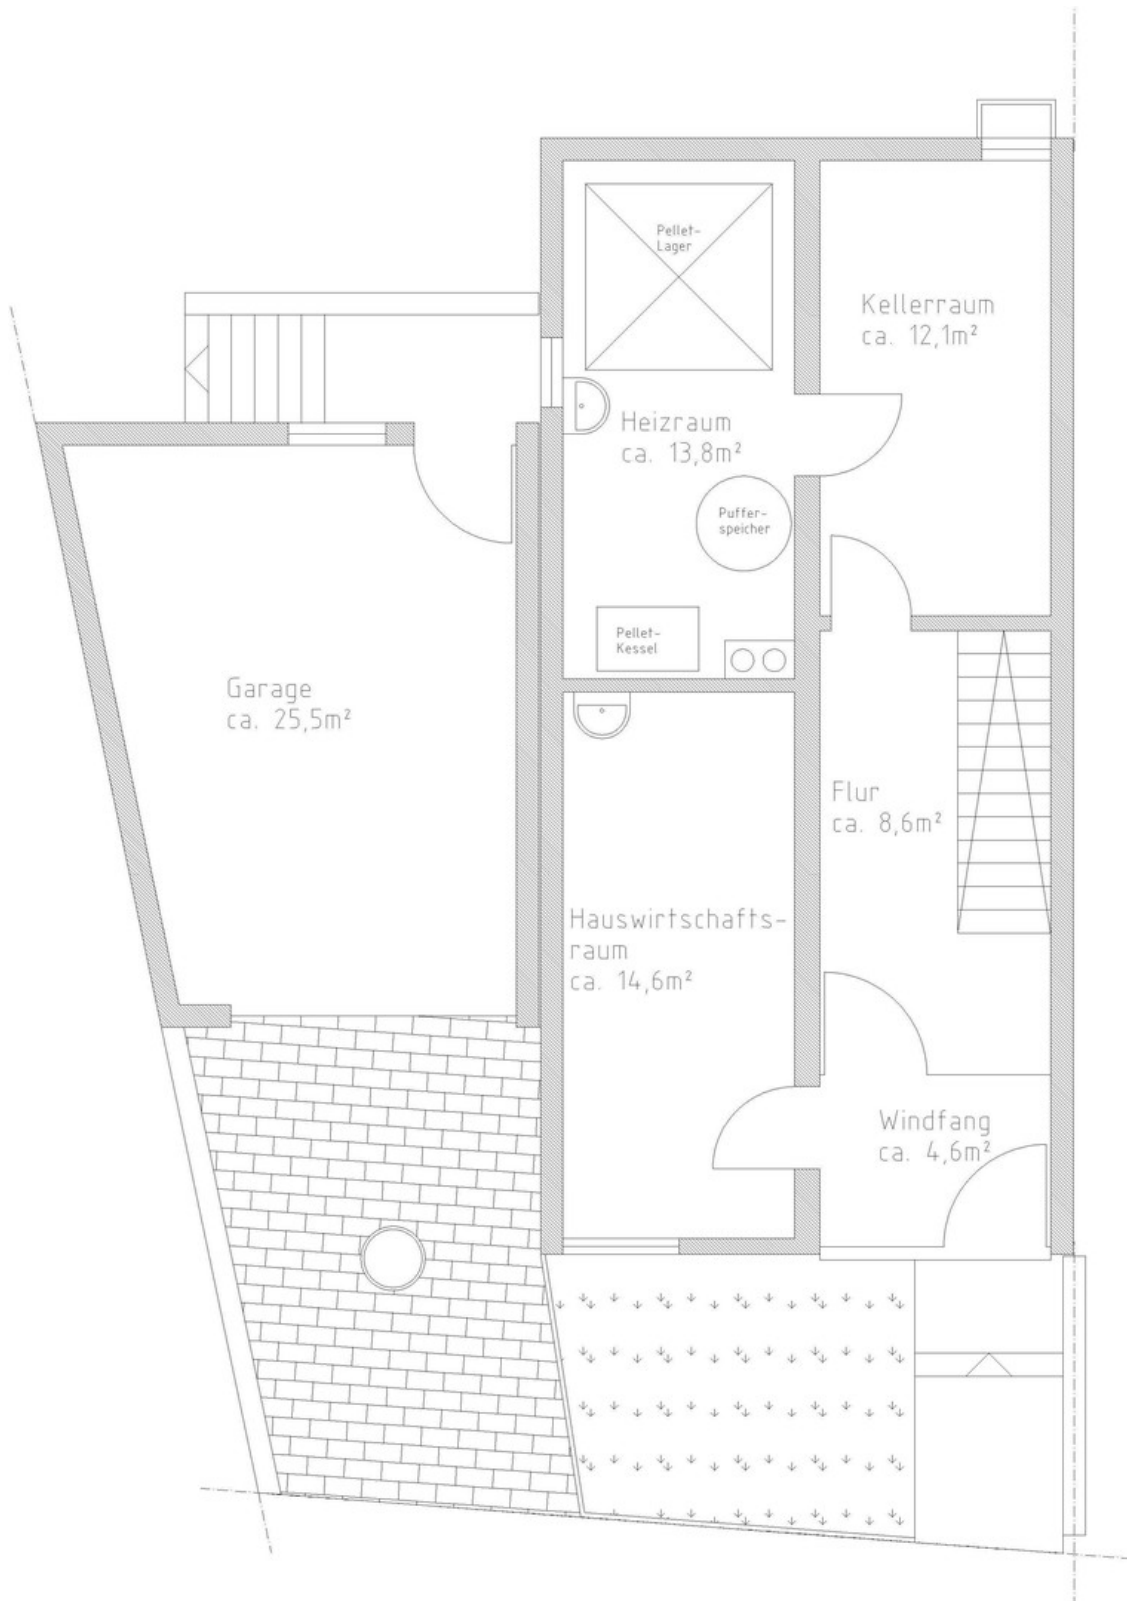 Pellet-
Lager
Kellerraum
ca. 12,1m²
Heizraum
ca. 13,8m²
Puffer-
speicher
Pellet-
Kessel
Garage
ca. 25,5m²
Flur
ca. 8,6m²
Hauswirtschafts-
raum
ca. 14,6m²
Windfang
ca. 4,6m²